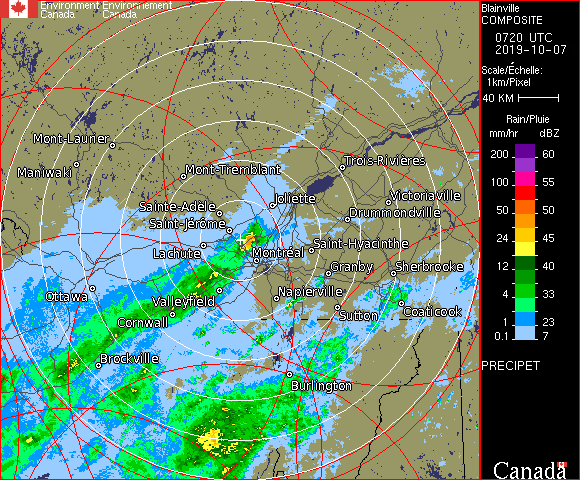 Environment Environnement
Canada Canada
Blainville
COMPOSITE
0720 UTC
2019-10-07
Scale/Échelle:
1km/Pixel
40 KM
Rain/Pluie
mm/hr dBZ
200 60
100 55
50 50
24 45
12 40
4 33
1 23
0.1 7
PRECIPET
Canada
Mont-Laurier
Maniwaki
Mont-Tremblant
Trois-Rivières
Joliette
Victoriaville
Sainte-Adèle
Drummondville
Saint-Jérôme
Saint-Hyacinthe
Lachute
Montréal
Granby
Sherbrooke
Ottawa
Valleyfield
Napierville
Cornwall
Sutton
Coaticook
Brockville
Burlington